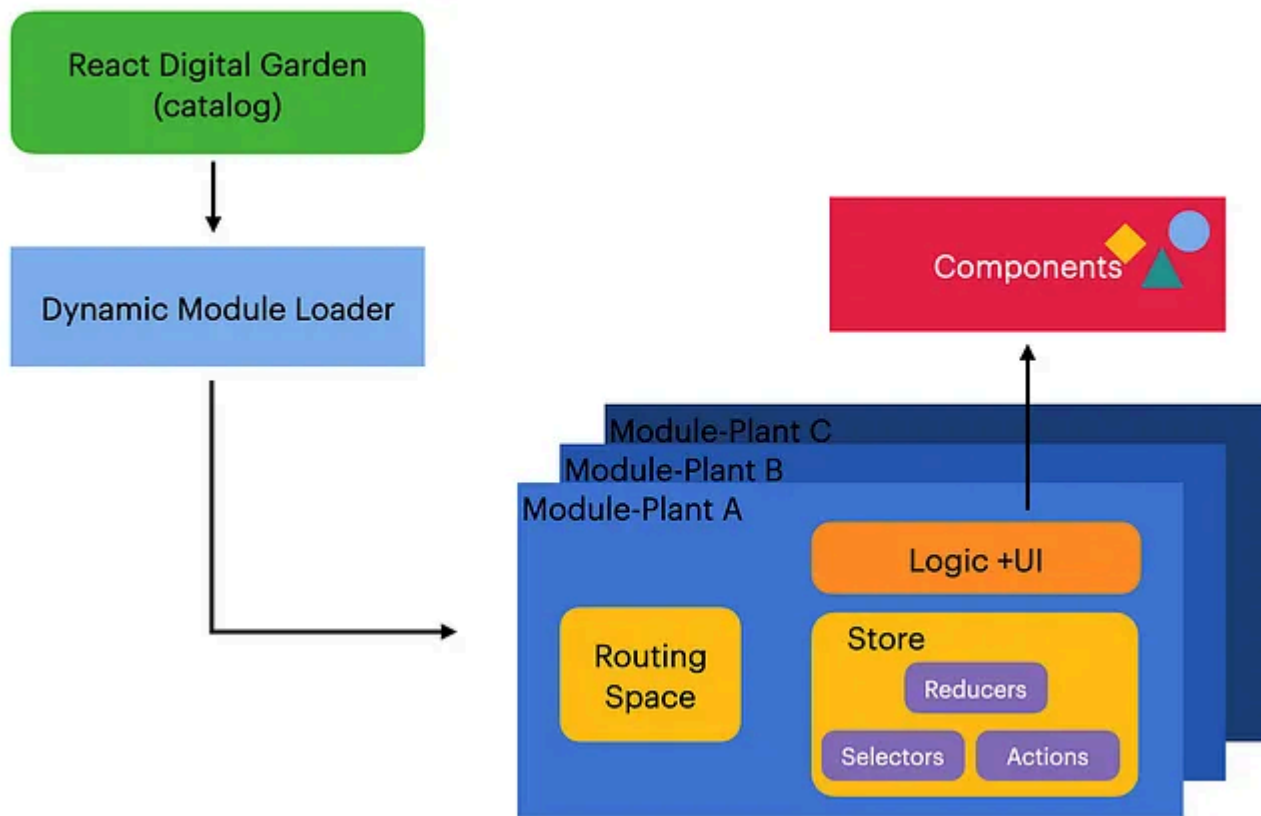 React Digital Garden
(catalog)
Dynamic Module Loader
Components
Module-Plant C
Module-Plant B
Module-Plant A
Logic +UI
Routing
Space
Store
Reducers
Selectors
Actions